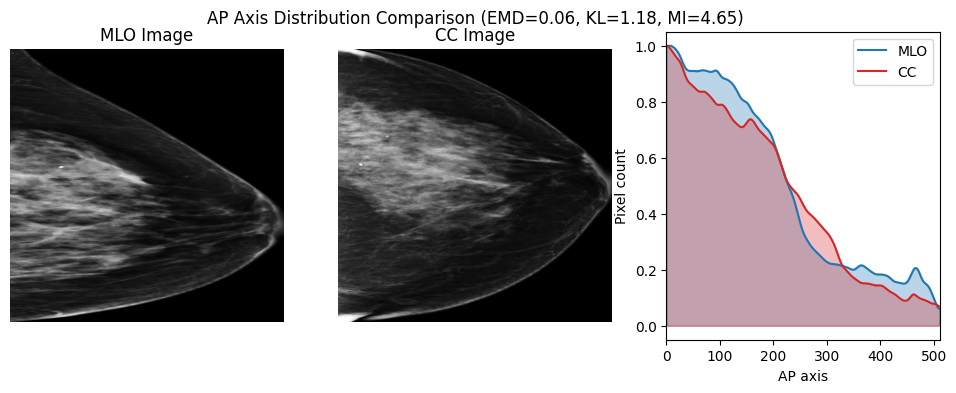 AP Axis Distribution Comparison (EMD=0.06, KL=1.18, MI=4.65)
MLO Image
CC Image
MLO
CC
1.0
0.8
0.6
0.4
0.2
0.0
Pixel count
0 100 200 300 400 500
AP axis